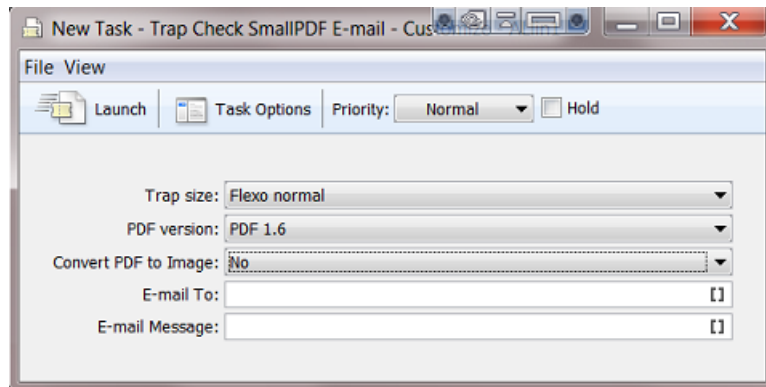 New Task - Trap Check SmallPDF E-mail - Cus
File View
Launch Task Options Priority: Normal Hold
Trap size: Flexo normal
PDF version: PDF 1.6
Convert PDF to Image: No
E-mail To: []
E-mail Message: []